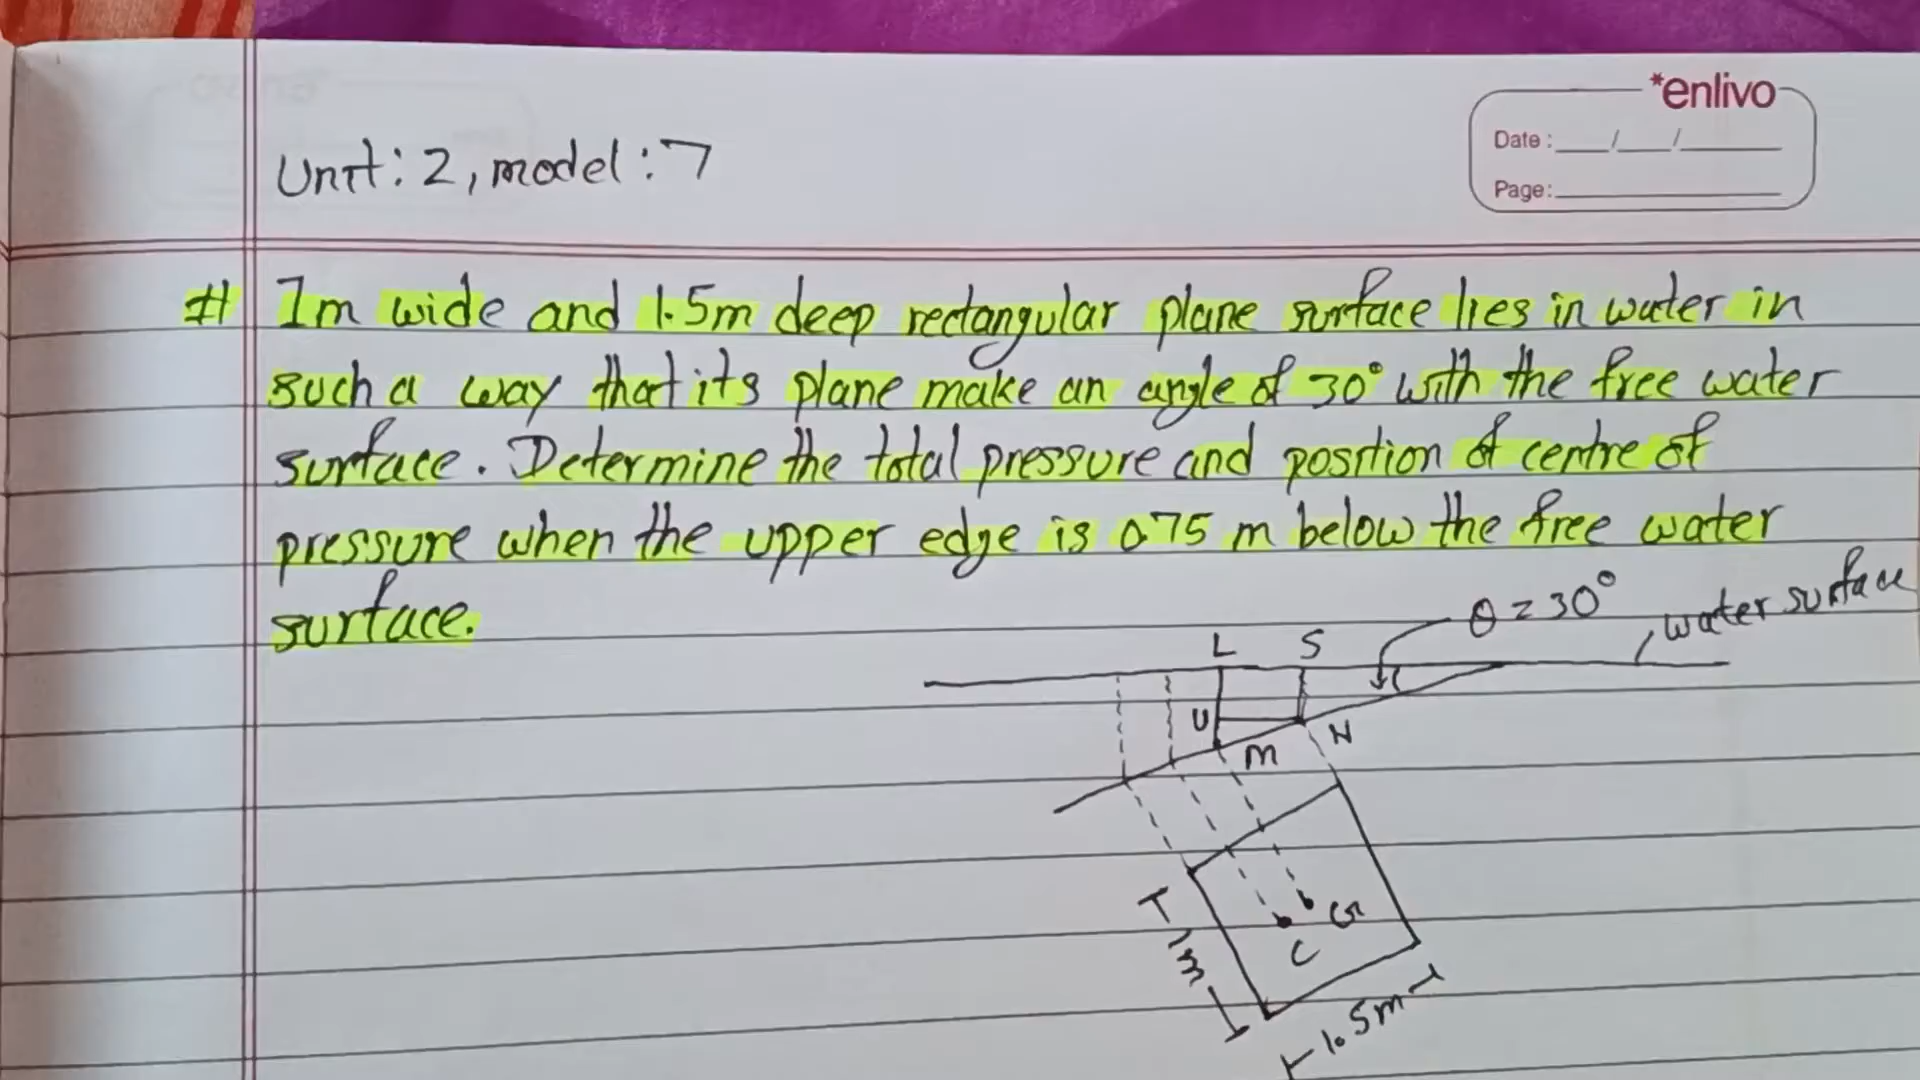 *enlivo
Date: ___/___/______
Page:______________
Unit: 2, model: 7
# 1m wide and 1.5m deep rectangular plane surface lies in water in
such a way that its plane make an angle of 30° with the free water
surface. Determine the total pressure and position of centre of
pressure when the upper edge is 0.75 m below the free water
surface.
θ = 30°
water surface
L S
U
M
N
G
C
1m
1.5m